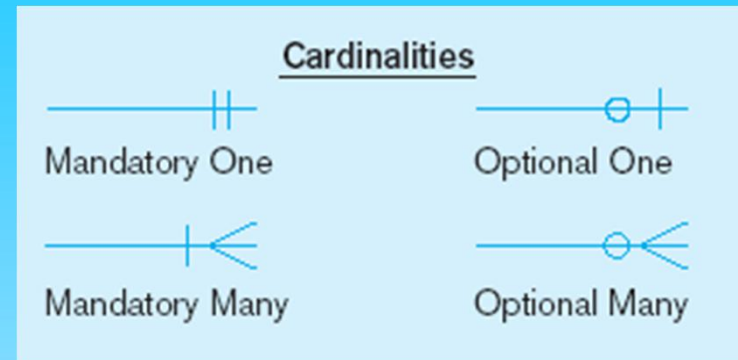 Cardinalities
Mandatory One
Optional One
Mandatory Many
Optional Many